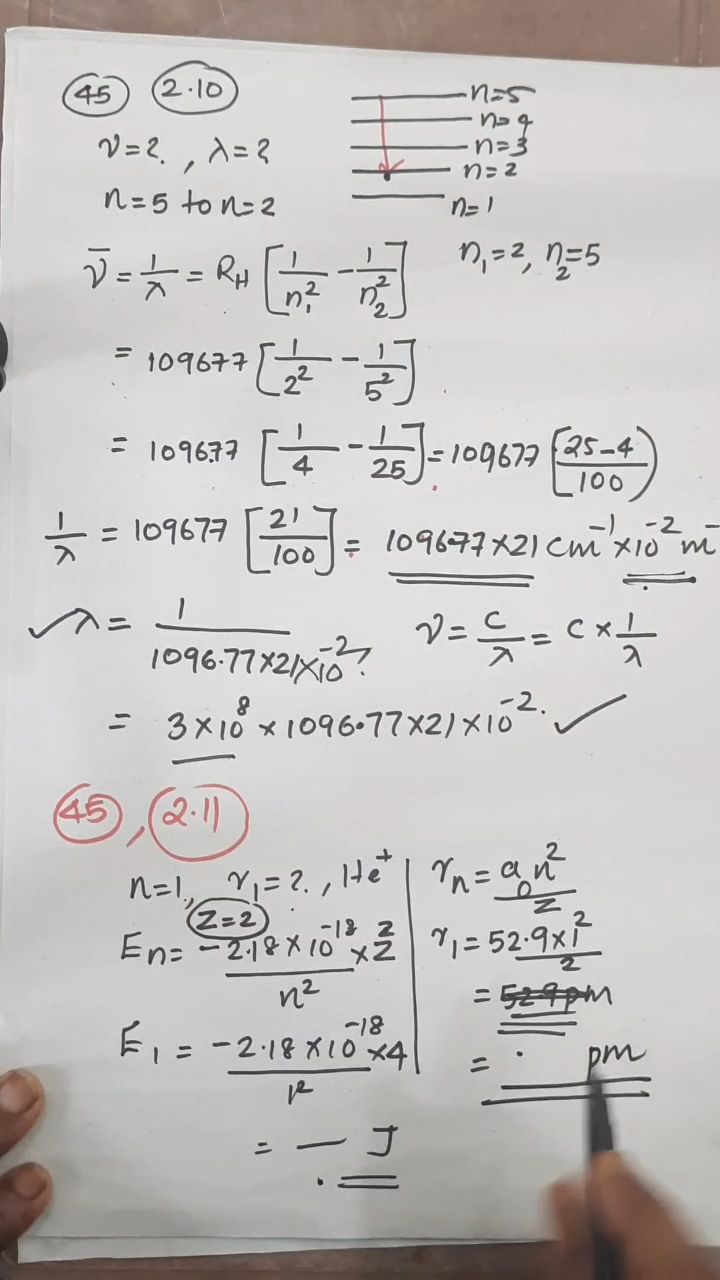 45 2.10
n=5
n=4
n=3
n=2
n=1
ν=?, λ=?
n=5 to n=2
n₁=2, n₂=5
ν̄ = 1/λ = R_H [1/n₁² − 1/n₂²]
= 109677 [1/2² − 1/5²]
= 109677 [1/4 − 1/25] = 109677 [25−4/100)
1/λ = 109677 [21/100] = 1096.77×21 cm⁻¹×10⁻² m⁻
✓λ = 1/1096.77×21×10⁻²?
ν = c/λ = c × 1/λ
= 3×10⁸ × 1096.77×21×10⁻². ✓
45, 2.11
n=1, r₁=?, He⁺
Z=2
Eₙ = −2.18×10⁻¹⁸×Z²/n²
E₁ = −2.18×10⁻¹⁸×4/1²
= — J
rₙ = a₀n²/Z
r₁ = 52.9×1²/2
= 52.9pm
= . pm